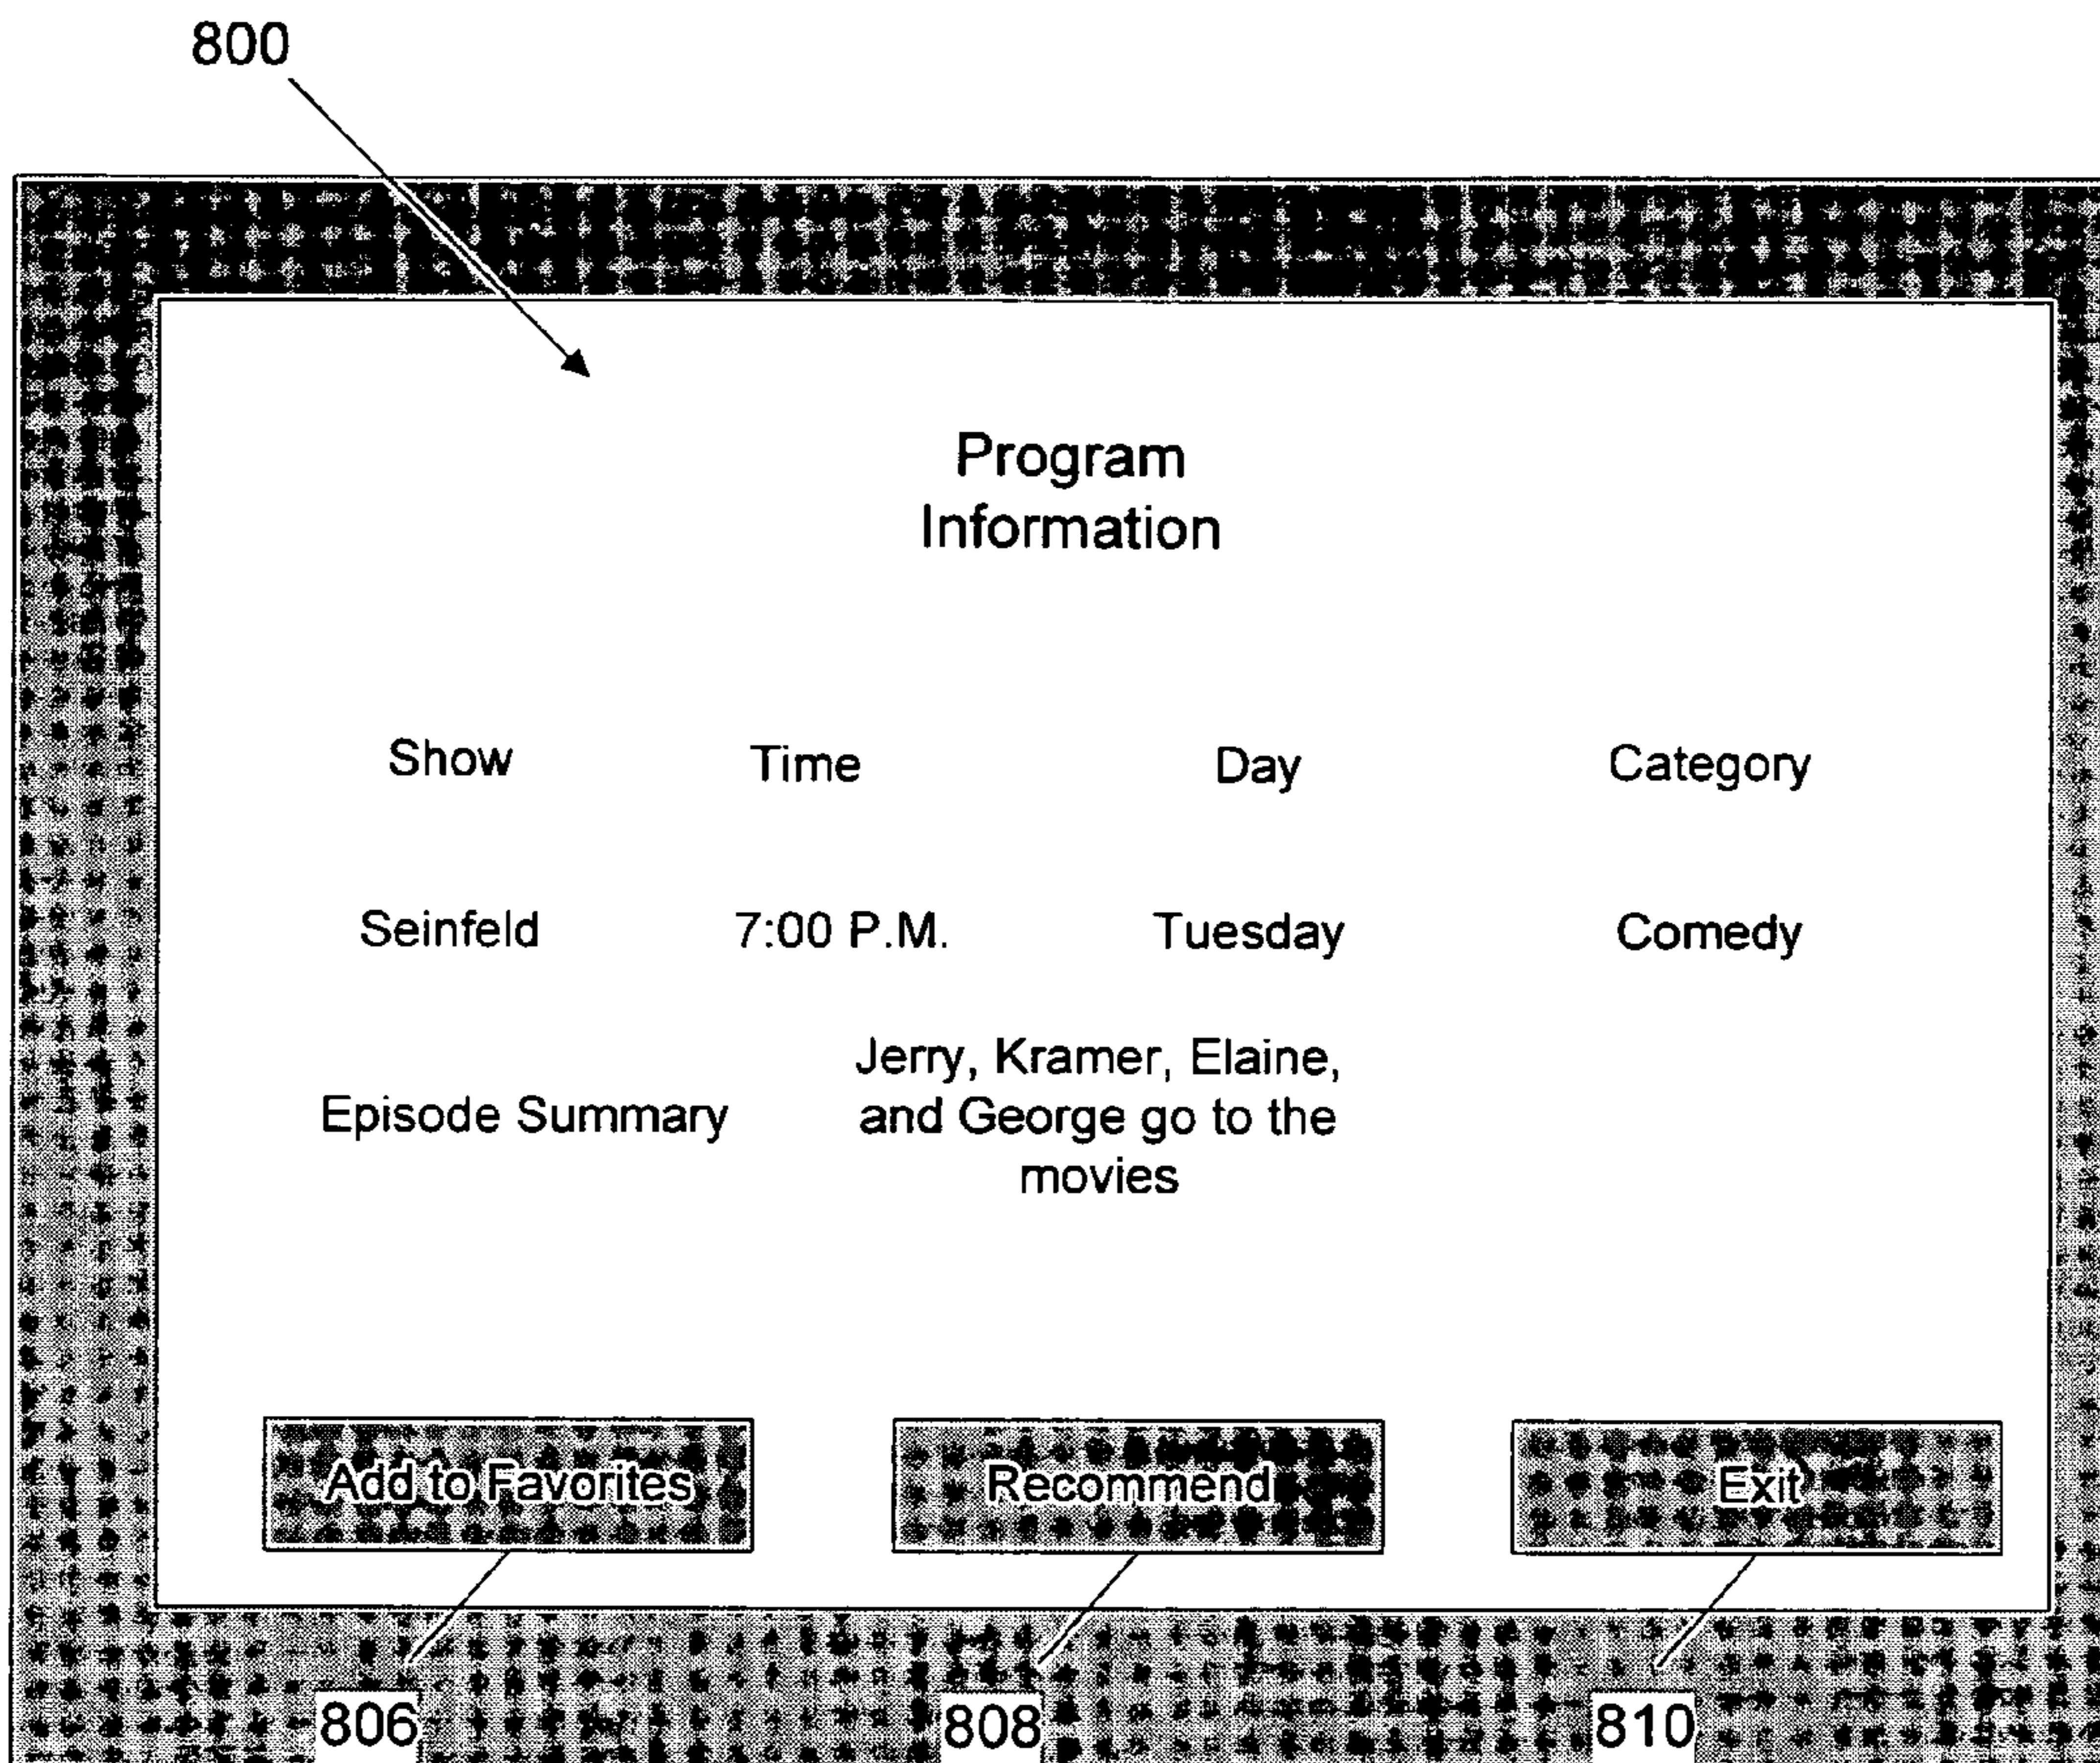 800
Program
Information
Show Time Day Category
Seinfeld 7:00 P.M. Tuesday Comedy
Episode Summary
Jerry, Kramer, Elaine,
and George go to the
movies
Add to Favorites Recommend Exit
806 808 810